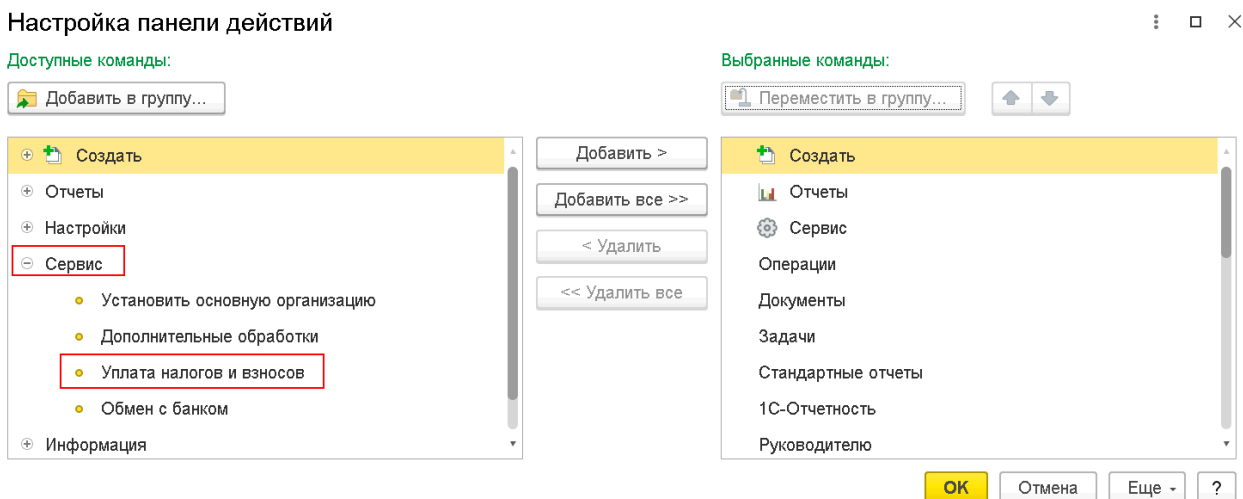 Настройка панели действий
Доступные команды:
Выбранные команды:
Добавить в группу...
Переместить в группу...
Создать
Отчеты
Настройки
Сервис
Установить основную организацию
Дополнительные обработки
Уплата налогов и взносов
Обмен с банком
Информация
Добавить >
Добавить все >>
< Удалить
<< Удалить все
Создать
Отчеты
Сервис
Операции
Документы
Задачи
Стандартные отчеты
1С-Отчетность
Руководителю
OK
Отмена
Еще
?